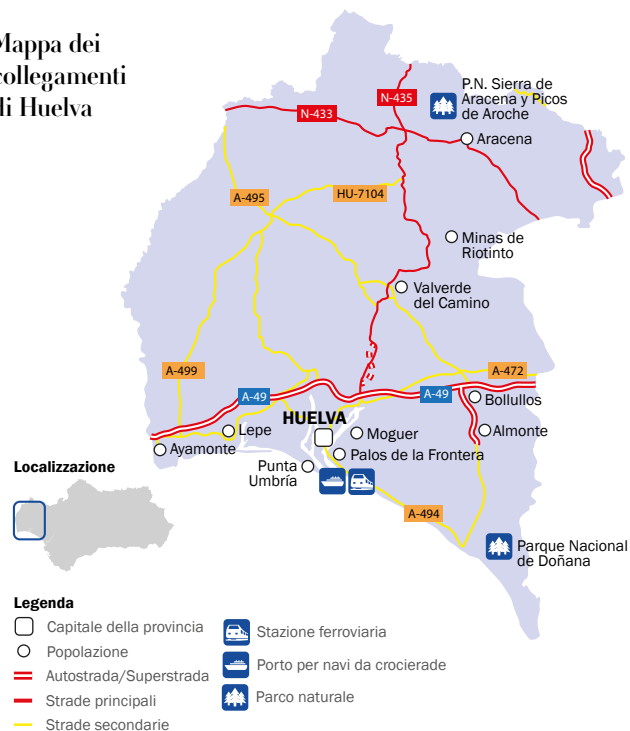 Mappa dei
collegamenti
di Huelva
P.N. Sierra de
Aracena y Picos
de Aroche
N-435
N-433
Aracena
A-495
HU-7104
Minas de
Riotinto
Valverde
del Camino
A-499
A-472
A-49
A-49
Bollullos
HUELVA
Lepe
Moguer
Almonte
Ayamonte
Palos de la Frontera
Punta
Umbría
A-494
Parque Nacional
de Doñana
Localizzazione
Legenda
Capitale della provincia
Popolazione
Autostrada/Superstrada
Strade principali
Strade secondarie
Stazione ferroviaria
Porto per navi da crocierade
Parco naturale